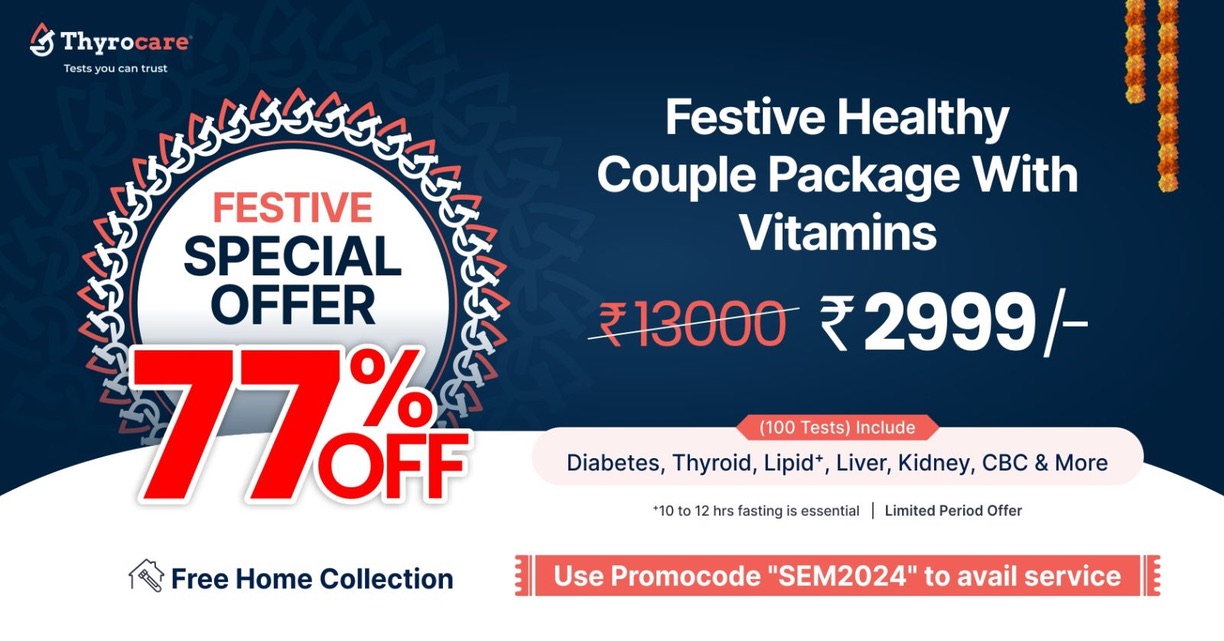 Thyrocare
Tests you can trust
FESTIVE
SPECIAL
OFFER
77%
OFF
Free Home Collection
Festive Healthy
Couple Package With
Vitamins
₹13000 ₹2999/-
(100 Tests) Include
Diabetes, Thyroid, Lipid⁺, Liver, Kidney, CBC & More
⁺10 to 12 hrs fasting is essential | Limited Period Offer
Use Promocode "SEM2024" to avail service